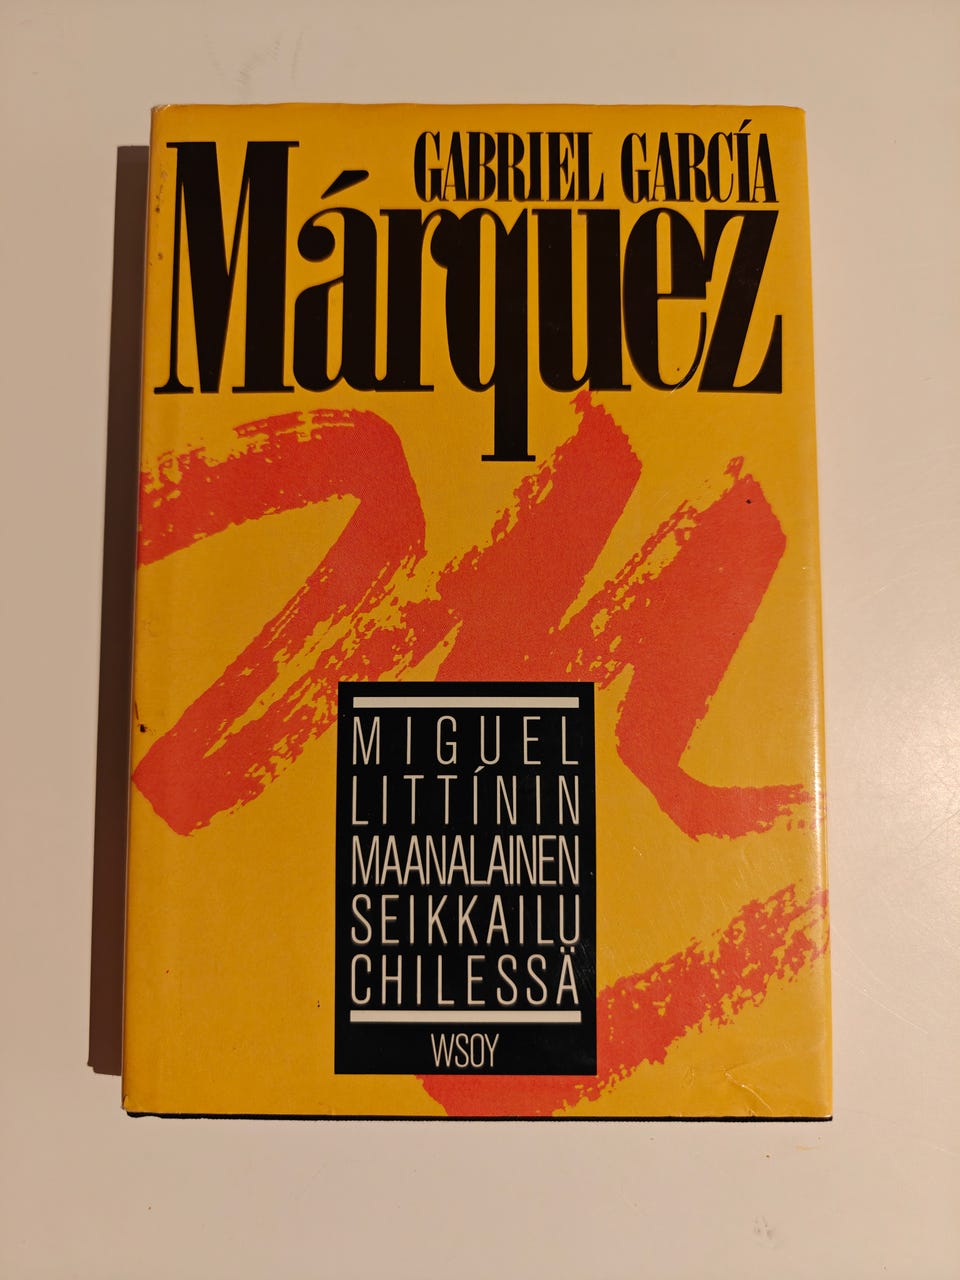 GABRIEL GARCÍA
Márquez
MIGUEL
LITTÍNIN
MAANALAINEN
SEIKKAILU
CHILESSÄ
WSOY